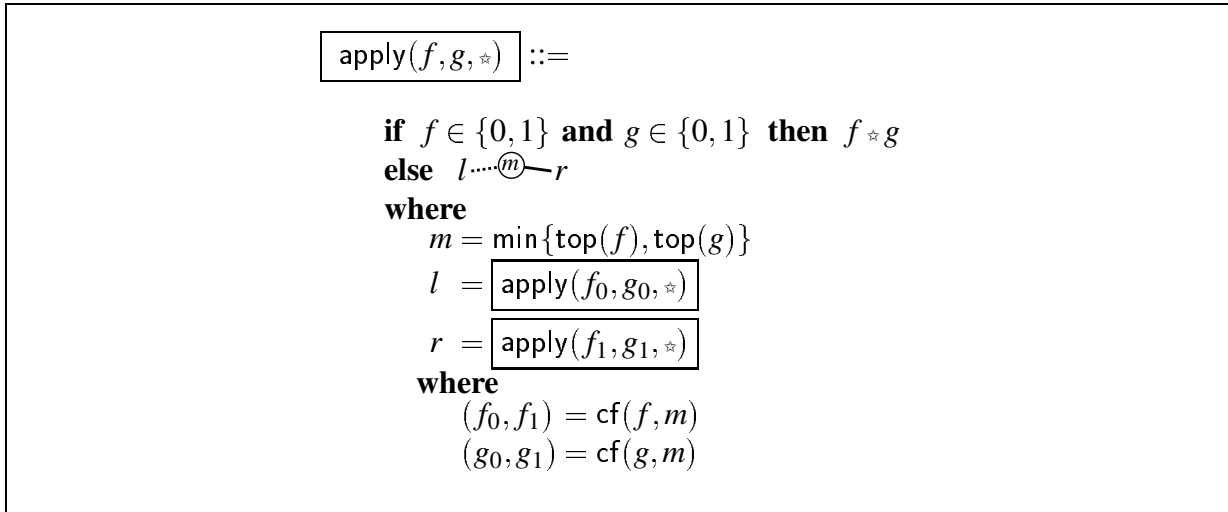 apply(f,g,☆) ::=
if f ∈ {0,1} and g ∈ {0,1} then f ☆ g
else l m r
where
m = min{top(f),top(g)}
l = apply(f₀,g₀,☆)
r = apply(f₁,g₁,☆)
where
(f₀,f₁) = cf(f,m)
(g₀,g₁) = cf(g,m)